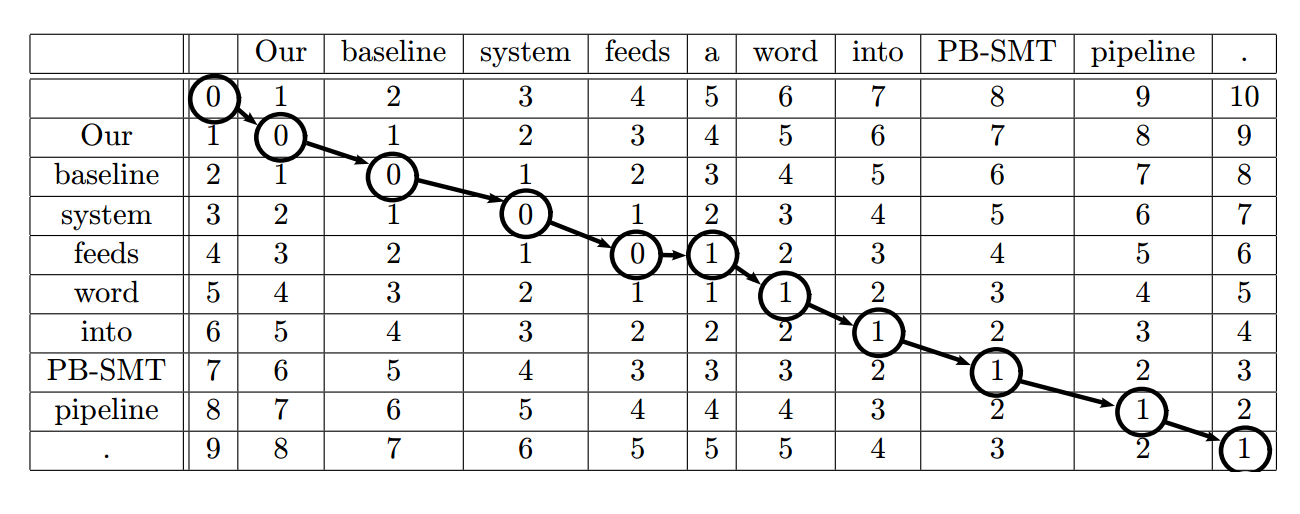 Our baseline system feeds a word into PB-SMT pipeline .
0 1 2 3 4 5 6 7 8 9 10
Our 1 0 1 2 3 4 5 6 7 8 9
baseline 2 1 0 1 2 3 4 5 6 7 8
system 3 2 1 0 1 2 3 4 5 6 7
feeds 4 3 2 1 0 1 2 3 4 5 6
word 5 4 3 2 1 1 1 2 3 4 5
into 6 5 4 3 2 2 2 1 2 3 4
PB-SMT 7 6 5 4 3 3 3 2 1 2 3
pipeline 8 7 6 5 4 4 4 3 2 1 2
. 9 8 7 6 5 5 5 4 3 2 1